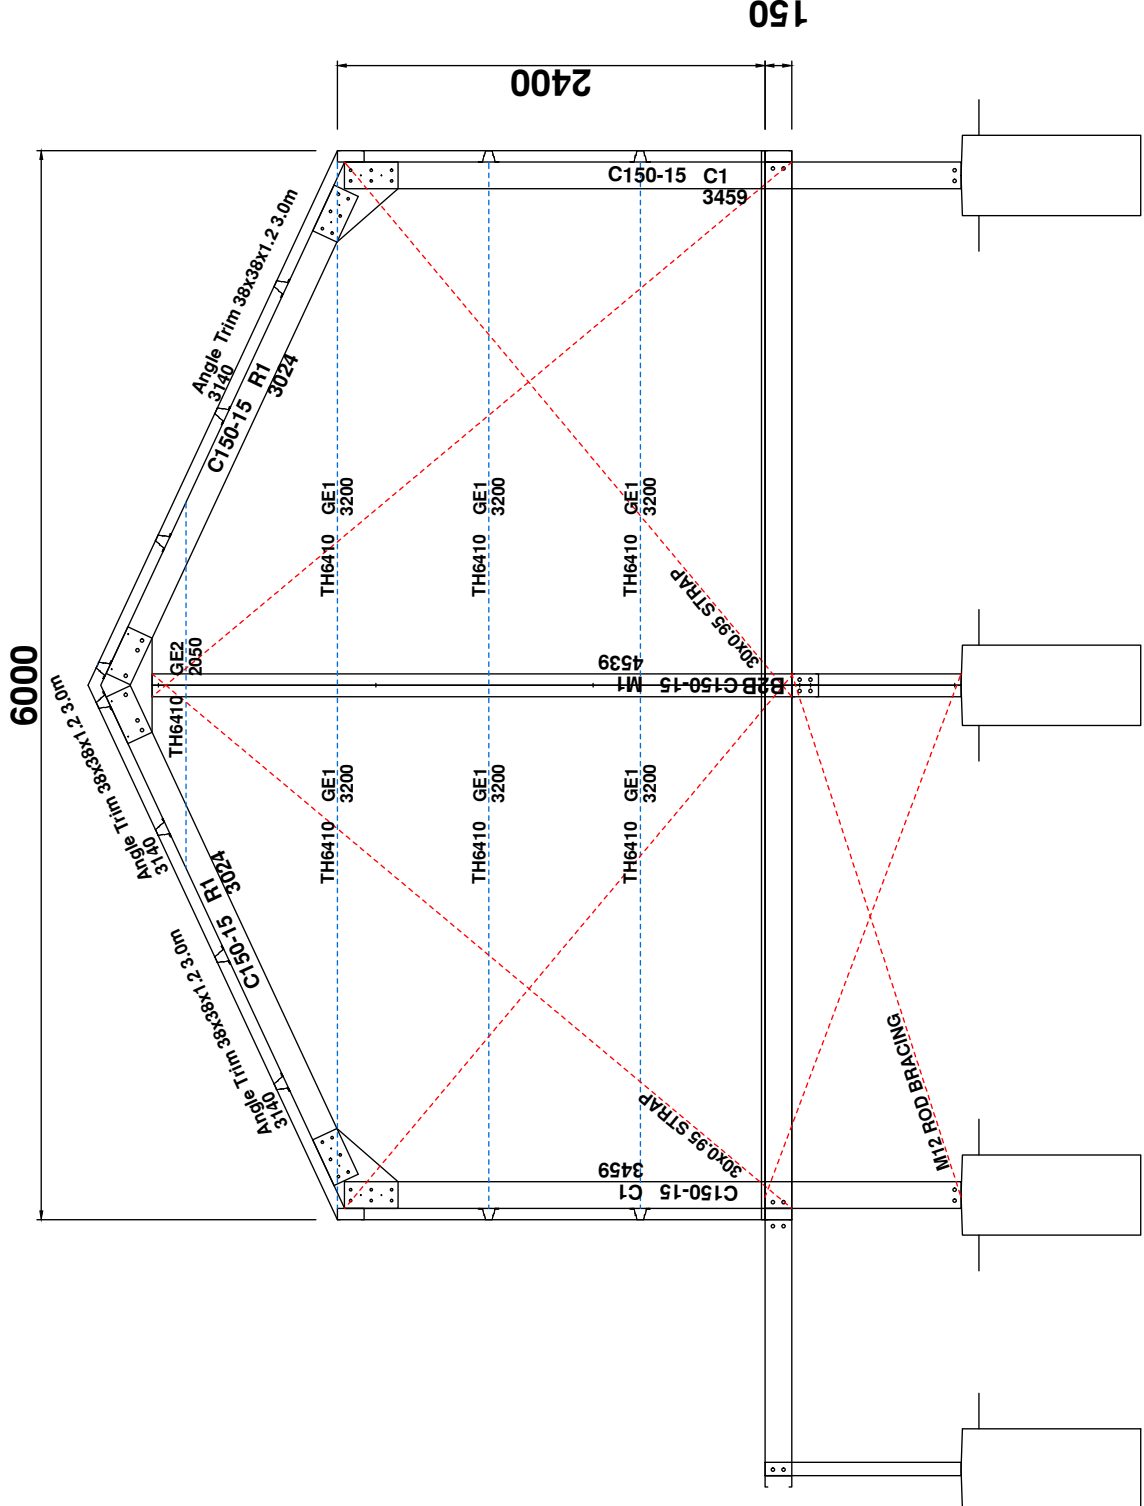 150
2400
6000
C150-15 C1
3459
Angle Trim 38x38x1.2 3.0m
3140
C150-15 R1
3024
GE1
3200
TH6410
GE1
3200
TH6410
GE1
3200
TH6410
30x0.95 STRAP
GE2
2050
TH6410
B2B C150-15 M1
4539
Angle Trim 38x38x1.2 3.0m
3140
GE1
3200
TH6410
GE1
3200
TH6410
GE1
3200
TH6410
C150-15 R1
3024
Angle Trim 38x38x1.2 3.0m
3140
30x0.95 STRAP
M12 ROD BRACING
C150-15 C1
3459